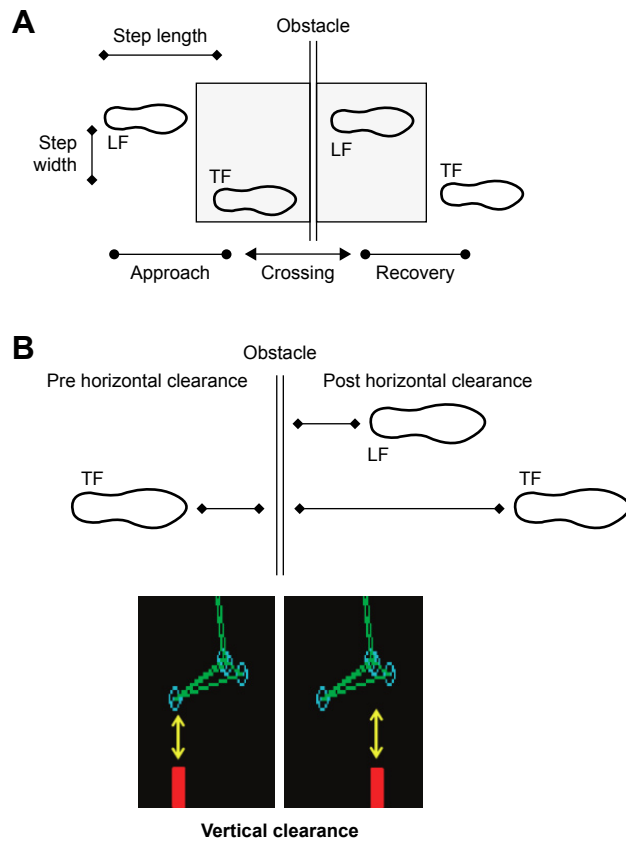 A
Step length
Obstacle
Step
width
LF
LF
TF
TF
Approach
Crossing
Recovery
B
Obstacle
Pre horizontal clearance
Post horizontal clearance
LF
TF
TF
Vertical clearance